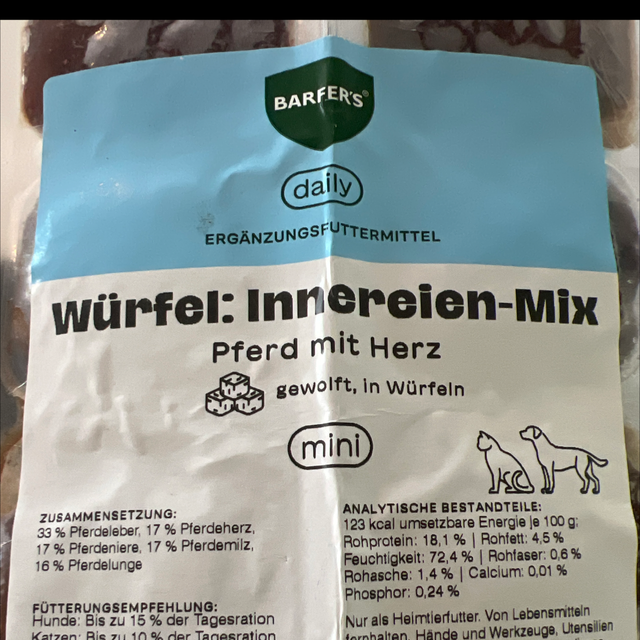 BARFER'S®
daily
ERGÄNZUNGSFUTTERMITTEL
Würfel: Innereien-Mix
Pferd mit Herz
gewolft, in Würfeln
mini
ZUSAMMENSETZUNG:
33 % Pferdeleber, 17 % Pferdeherz,
17 % Pferdeniere, 17 % Pferdemilz,
16 % Pferdelunge
FÜTTERUNGSEMPFEHLUNG:
Hunde: Bis zu 15 % der Tagesration
Katzen: Bis zu 10 % der Tagesration
ANALYTISCHE BESTANDTEILE:
123 kcal umsetzbare Energie je 100 g;
Rohprotein: 18,1 % | Rohfett: 4,5 %
Feuchtigkeit: 72,4 % | Rohfaser: 0,6 %
Rohasche: 1,4 % | Calcium: 0,01 %
Phosphor: 0,24 %
Nur als Heimtierfutter. Von Lebensmitteln
fernhalten. Hände und Werkzeuge, Utensilien